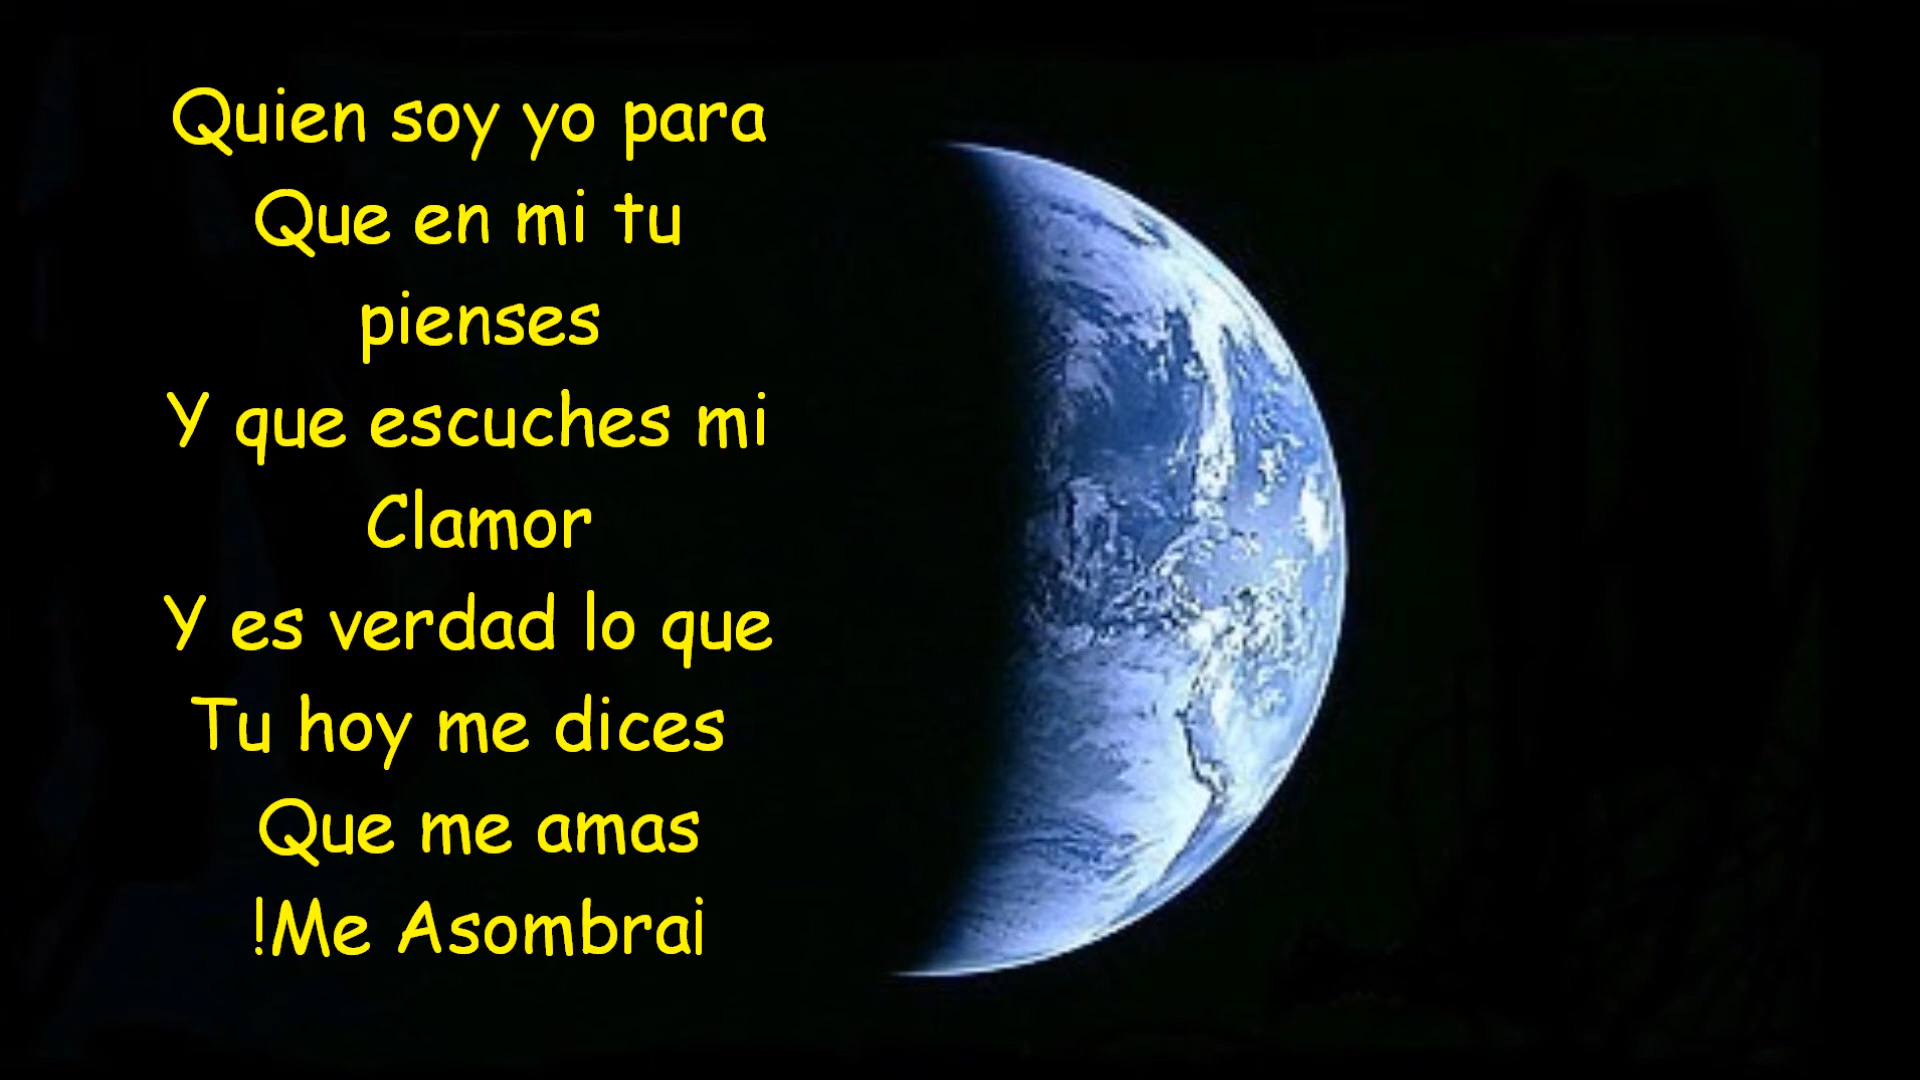 Quien soy yo para
Que en mi tu
pienses
Y que escuches mi
Clamor
Y es verdad lo que
Tu hoy me dices
Que me amas
!Me Asombra¡